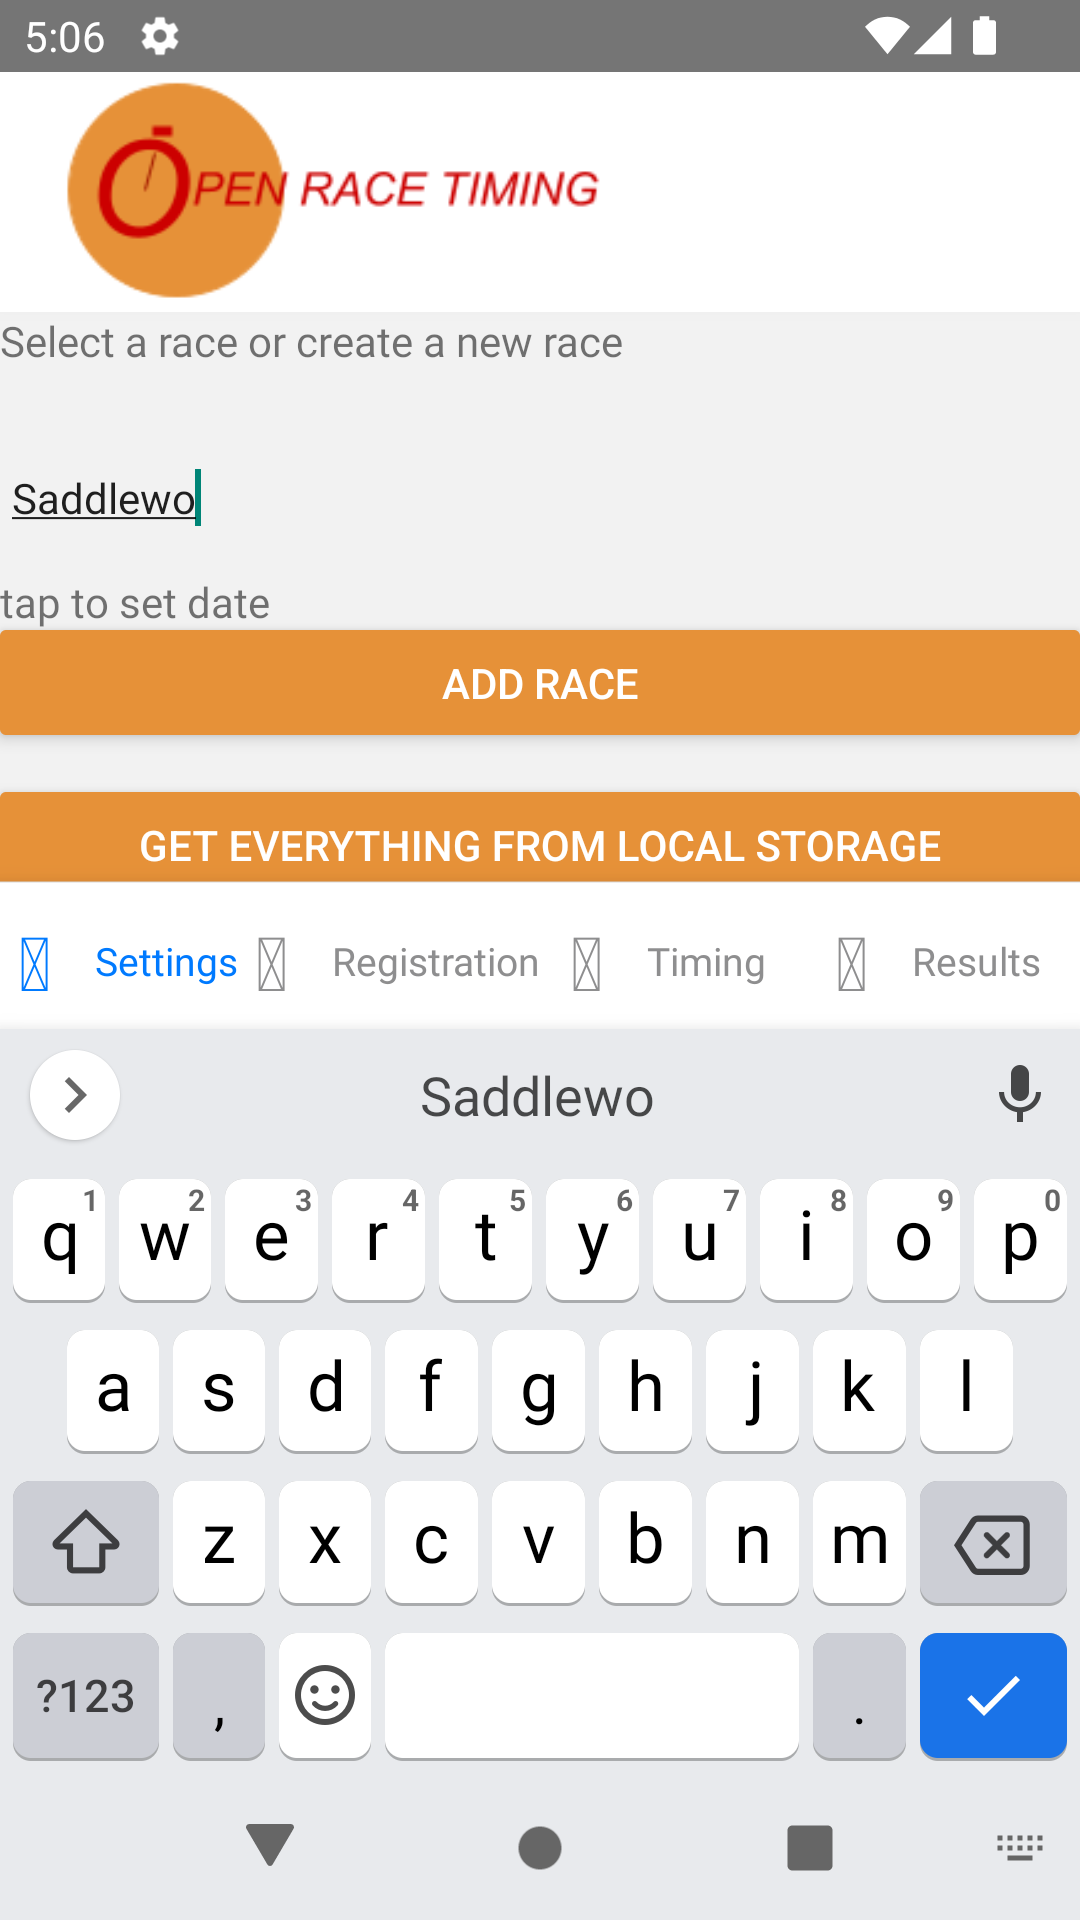 5:06
OPEN RACE TIMING
Select a race or create a new race
Saddlewo
tap to set date
ADD RACE
GET EVERYTHING FROM LOCAL STORAGE
Settings Registration Timing Results
Saddlewo
1 2 3 4 5 6 7 8 9 0
q w e r t y u i o p
a s d f g h j k l
z x c v b n m
?123 , .